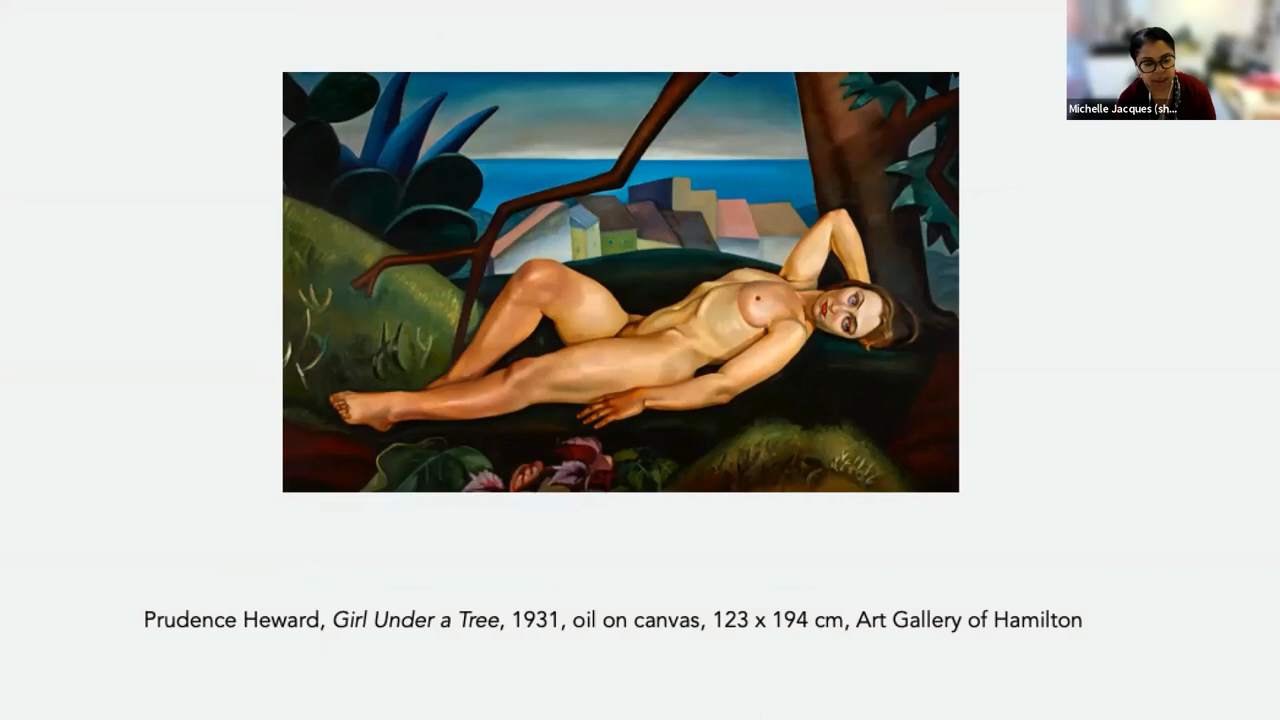 Michelle Jacques (sh...
Prudence Heward, Girl Under a Tree, 1931, oil on canvas, 123 x 194 cm, Art Gallery of Hamilton